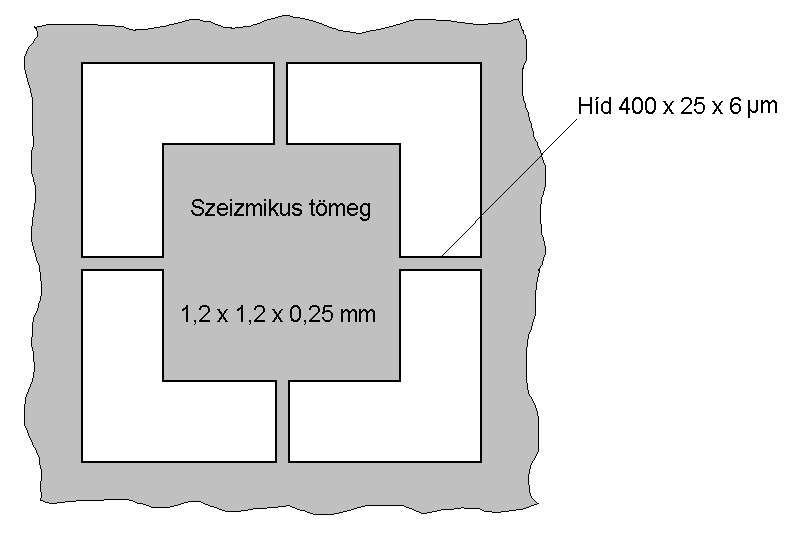 Híd 400 x 25 x 6 µm
Szeizmikus tömeg
1,2 x 1,2 x 0,25 mm